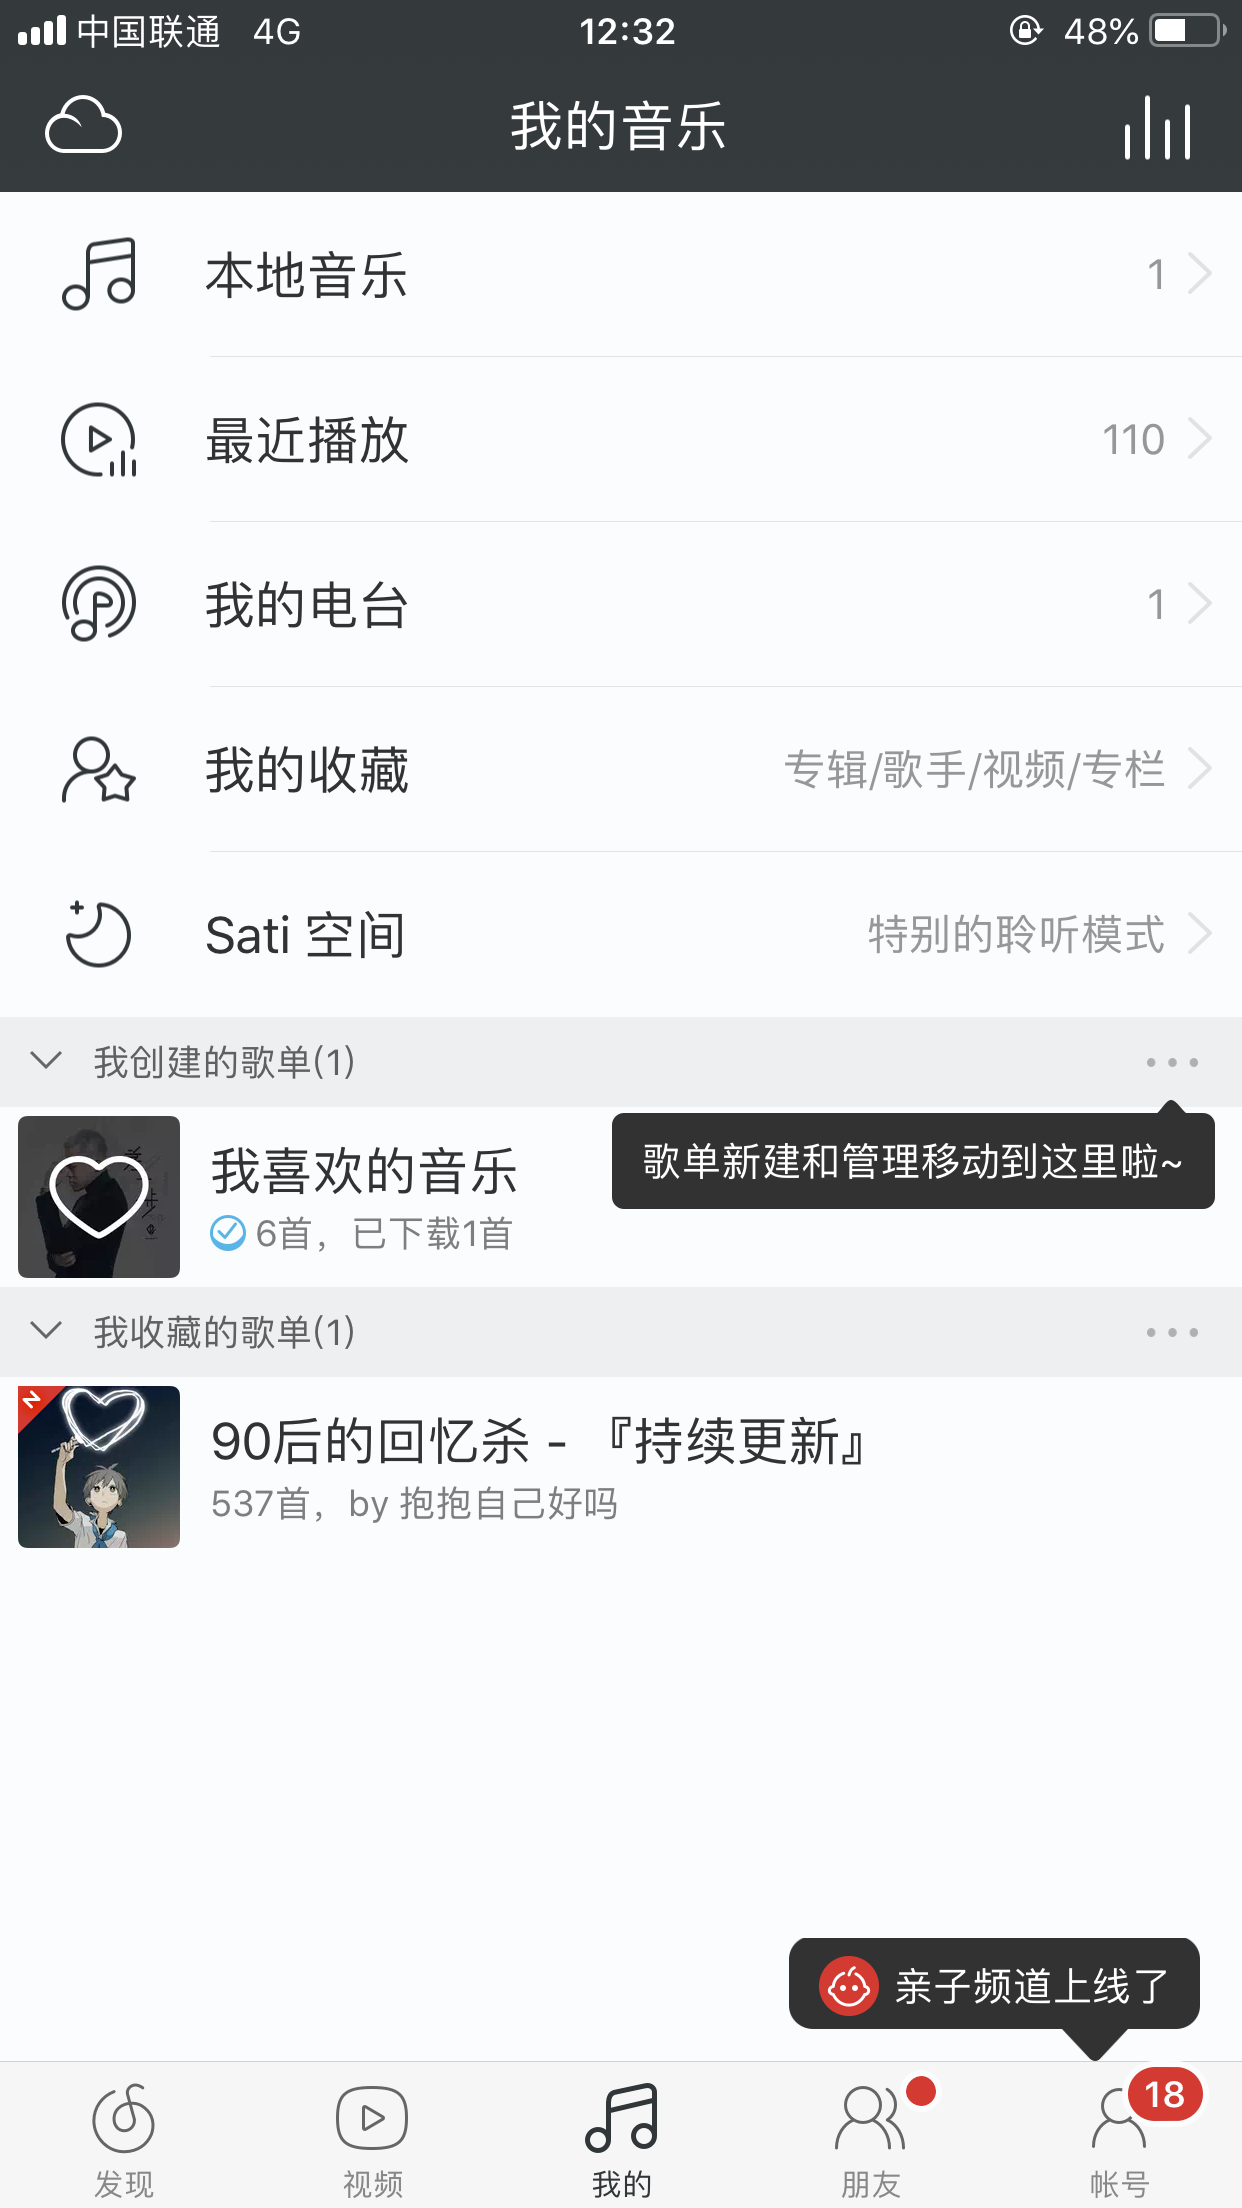 中国联通 4G 12:32 48%
我的音乐
本地音乐 1
最近播放 110
我的电台 1
我的收藏 专辑/歌手/视频/专栏
Sati 空间 特别的聆听模式
我创建的歌单(1)
歌单新建和管理移动到这里啦~
我喜欢的音乐
6首，已下载1首
我收藏的歌单(1)
90后的回忆杀 - 『持续更新』
537首，by 抱抱自己好吗
亲子频道上线了
18
发现 视频 我的 朋友 帐号